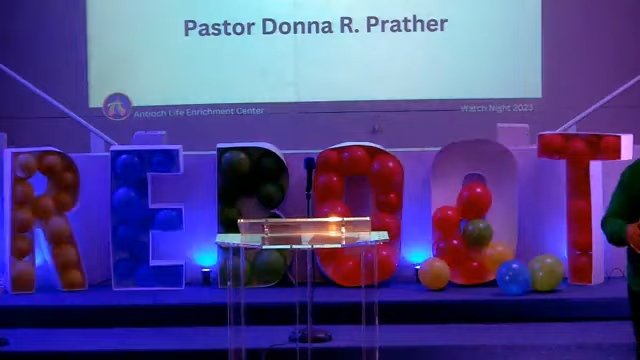 Pastor Donna R. Prather
Antioch Life Enrichment Center
Watch Night 2023
REBOOT